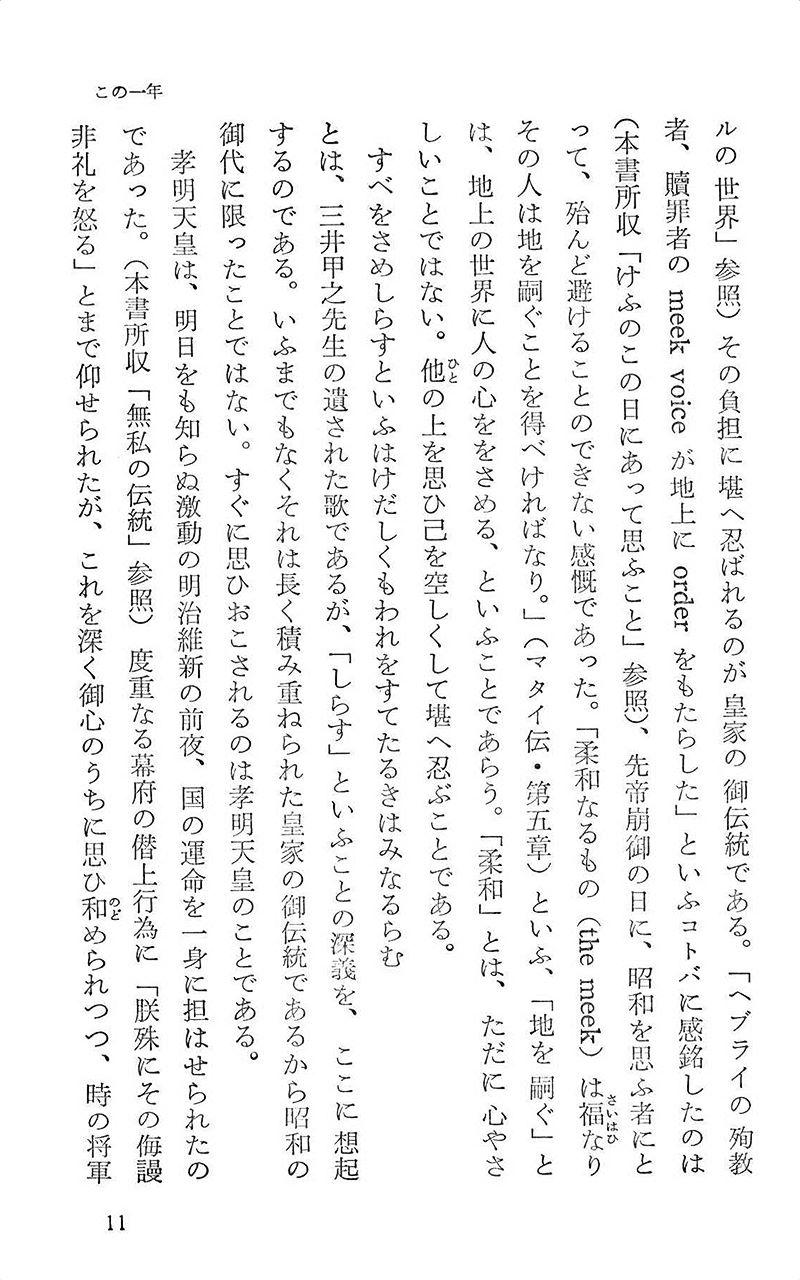 この一年
ルの世界」参照）その負担に堪へ忍ばれるのが皇家の御伝統である。「ヘブライの殉教
者、贖罪者の meek voice が地上に order をもたらした」といふコトバに感銘したのは
（本書所収「けふのこの日にあって思ふこと」参照）、先帝崩御の日に、昭和を思ふ者にと
って、殆んど避けることのできない感慨であった。「柔和なるもの（the meek）は福なり
さいはひ
その人は地を嗣ぐことを得べければなり。」（マタイ伝・第五章）といふ、「地を嗣ぐ」と
は、地上の世界に人の心ををさめる、といふことであらう。「柔和」とは、ただに心やさ
しいことではない。他の上を思ひ己を空しくして堪へ忍ぶことである。
ひと
すべをさめしらすといふはけだしくもわれをすてたるきはみなるらむ
とは、三井甲之先生の遺された歌であるが、「しらす」といふことの深義を、ここに想起
するのである。いふまでもなくそれは長く積み重ねられた皇家の御伝統であるから昭和の
御代に限ったことではない。すぐに思ひおこされるのは孝明天皇のことである。
孝明天皇は、明日をも知らぬ激動の明治維新の前夜、国の運命を一身に担はせられたの
であった。（本書所収「無私の伝統」参照）度重なる幕府の僭上行為に「朕殊にその侮謾
非礼を怒る」とまで仰せられたが、これを深く御心のうちに思ひ和められつつ、時の将軍
のど
11